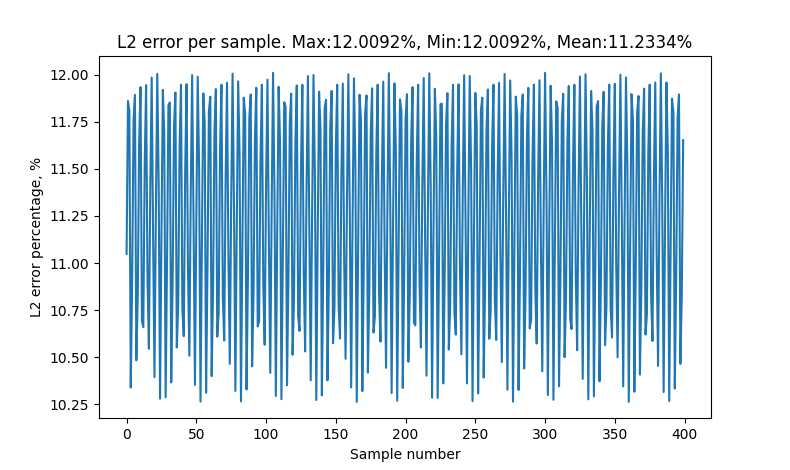 L2 error per sample. Max:12.0092%, Min:12.0092%, Mean:11.2334%
12.00
11.75
11.50
11.25
11.00
10.75
10.50
10.25
L2 error percentage, %
0 50 100 150 200 250 300 350 400
Sample number